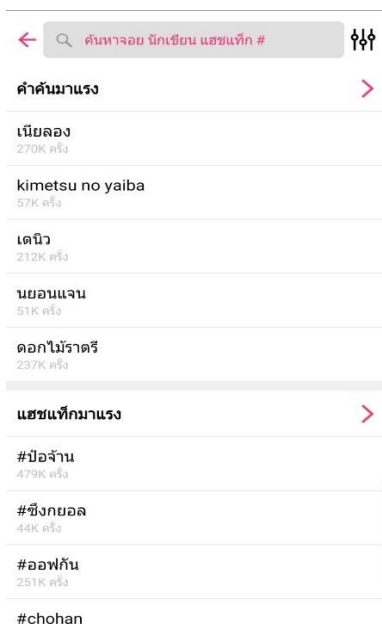 ค้นหาจอย นักเขียน แฮชแท็ก #
คำค้นมาแรง
เนียลอง
270K ครั้ง
kimetsu no yaiba
57K ครั้ง
เตนิว
212K ครั้ง
นยอนแจน
51K ครั้ง
ดอกไม้ราตรี
237K ครั้ง
แฮชแท็กมาแรง
#ป๋อจ้าน
479K ครั้ง
#ซึงกยอล
44K ครั้ง
#ออฟกัน
251K ครั้ง
#chohan